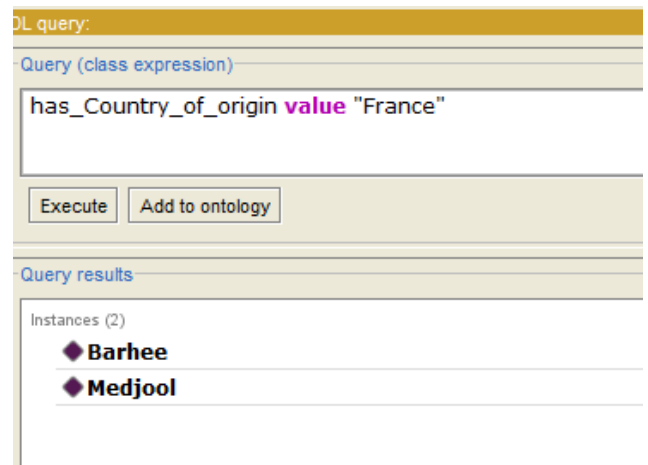 DL query:
Query (class expression)
has_Country_of_origin value "France"
Execute
Add to ontology
Query results
Instances (2)
Barhee
Medjool